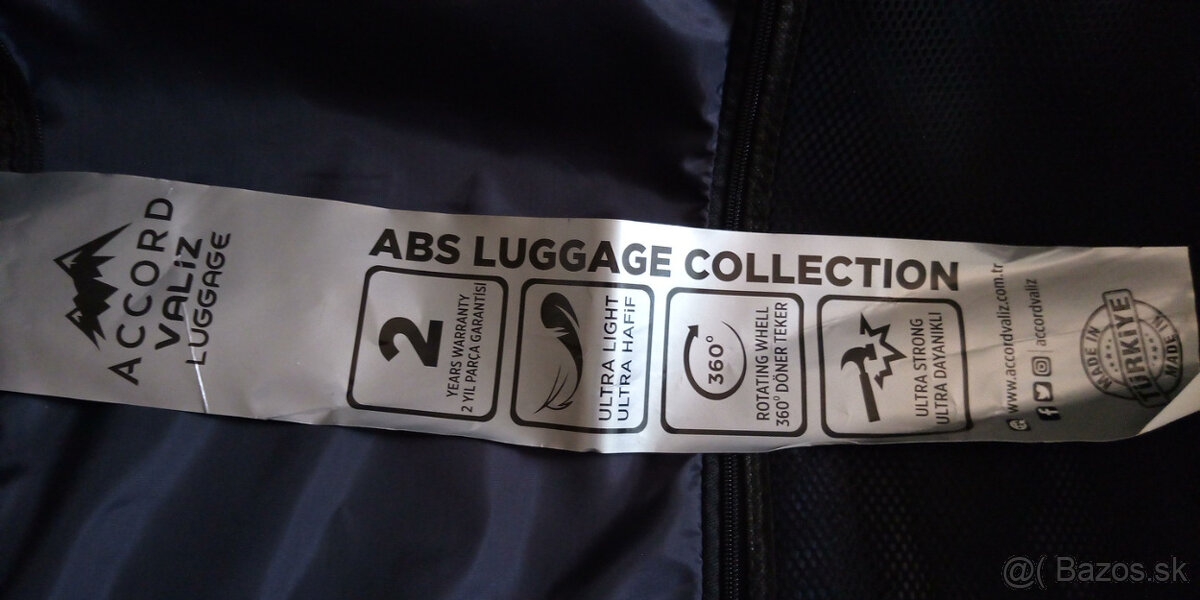 ACCORD
VALİZ
LUGGAGE
ABS LUGGAGE COLLECTION
2
YEARS WARRANTY
2 YIL PARÇA GARANTİSİ
ULTRA LIGHT
ULTRA HAFİF
360°
ROTATING WHELL
360° DÖNER TEKER
ULTRA STRONG
ULTRA DAYANIKLI
www.accordvaliz.com.tr
accordvaliz
MADE IN
TÜRKİYE
MADE IN
@( Bazos.sk